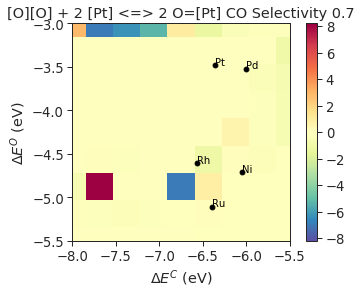 [O][O] + 2 [Pt] <=> 2 O=[Pt] CO Selectivity 0.7
−3.0
−3.5
−4.0
−4.5
−5.0
−5.5
ΔE^O (eV)
Pt
Pd
Rh
Ni
Ru
−8.0 −7.5 −7.0 −6.5 −6.0 −5.5
ΔE^C (eV)
8
6
4
2
0
−2
−4
−6
−8